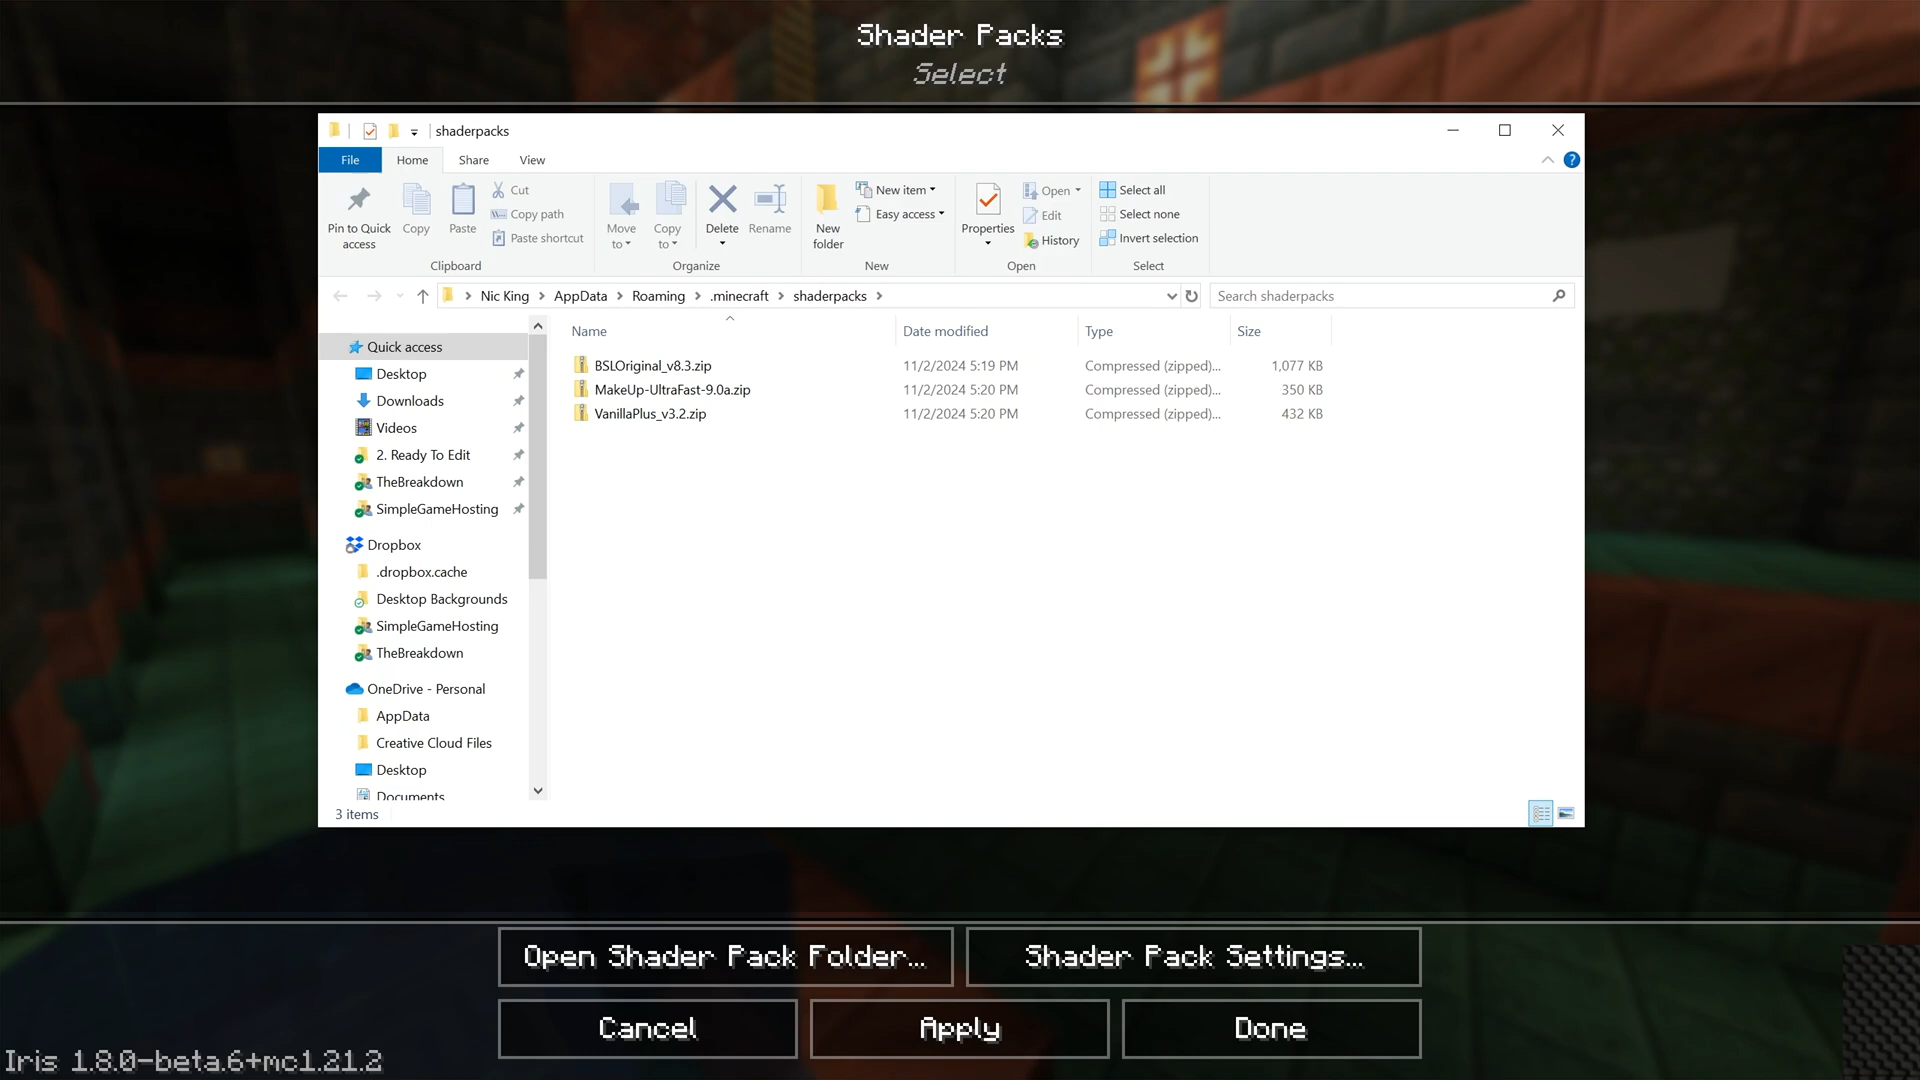 Shader Packs
Select
shaderpacks
File Home Share View
Pin to Quick access
Copy
Paste
Cut
Copy path
Paste shortcut
Clipboard
Move to
Copy to
Delete
Rename
Organize
New folder
New item
Easy access
New
Properties
Open
Edit
History
Open
Select all
Select none
Invert selection
Select
Nic King > AppData > Roaming > .minecraft > shaderpacks >
Search shaderpacks
Name Date modified Type Size
BSLOriginal_v8.3.zip 11/2/2024 5:19 PM Compressed (zipped)... 1,077 KB
MakeUp-UltraFast-9.0a.zip 11/2/2024 5:20 PM Compressed (zipped)... 350 KB
VanillaPlus_v3.2.zip 11/2/2024 5:20 PM Compressed (zipped)... 432 KB
Quick access
Desktop
Downloads
Videos
2. Ready To Edit
TheBreakdown
SimpleGameHosting
Dropbox
.dropbox.cache
Desktop Backgrounds
SimpleGameHosting
TheBreakdown
OneDrive - Personal
AppData
Creative Cloud Files
Desktop
Documents
3 items
Open Shader Pack Folder...
Shader Pack Settings...
Cancel
Apply
Done
Iris 1.8.0-beta.6+mc1.21.2